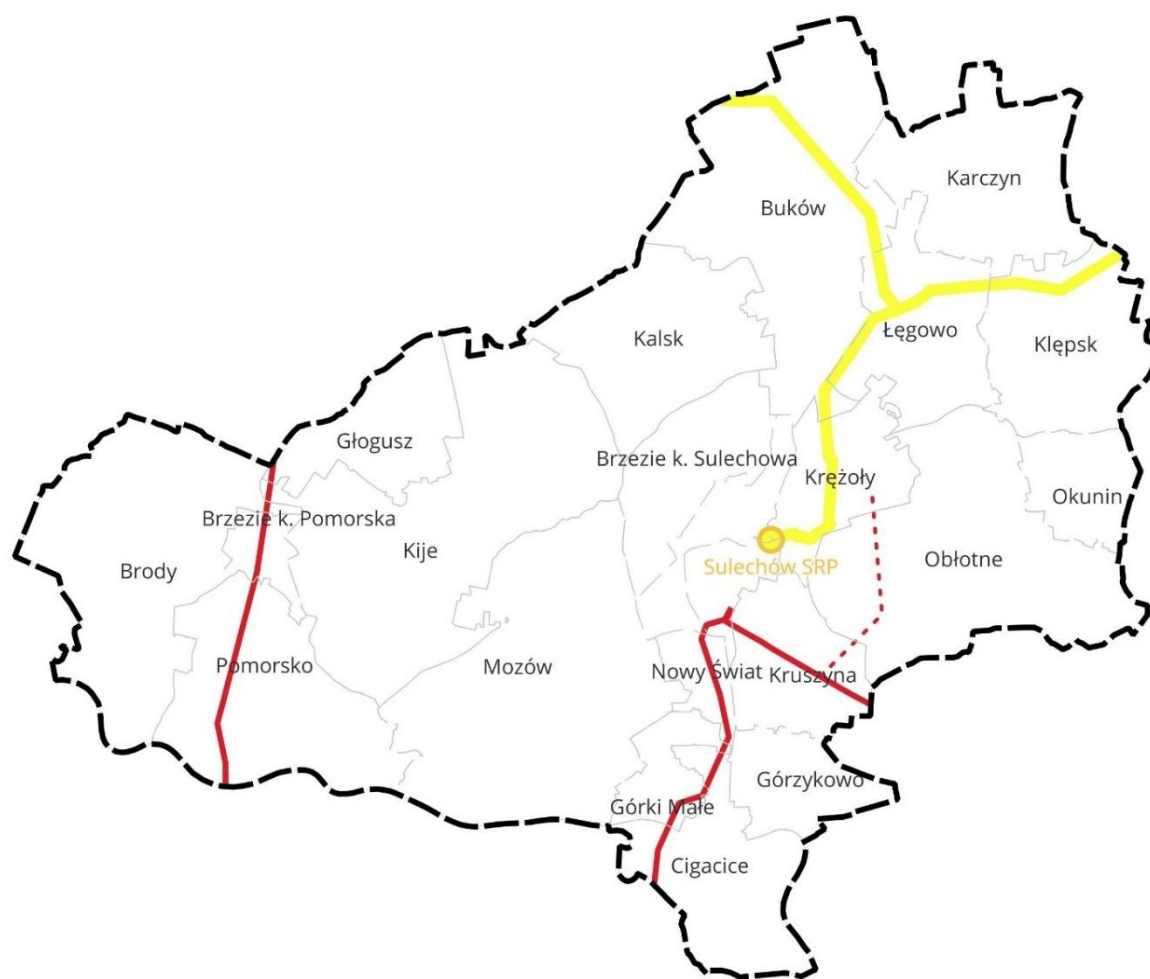 Karczyn
Buków
Łęgowo
Kalsk
Klępsk
Głogusz
Brzezie k. Sulechowa
Krężoły
Okunin
Brzezie k. Pomorska
Kije
Obłotne
Sulechów SRP
Brody
Pomorsko
Mozów
Nowy Świat
Kruszyna
Górzykowo
Górki Małe
Cigacice